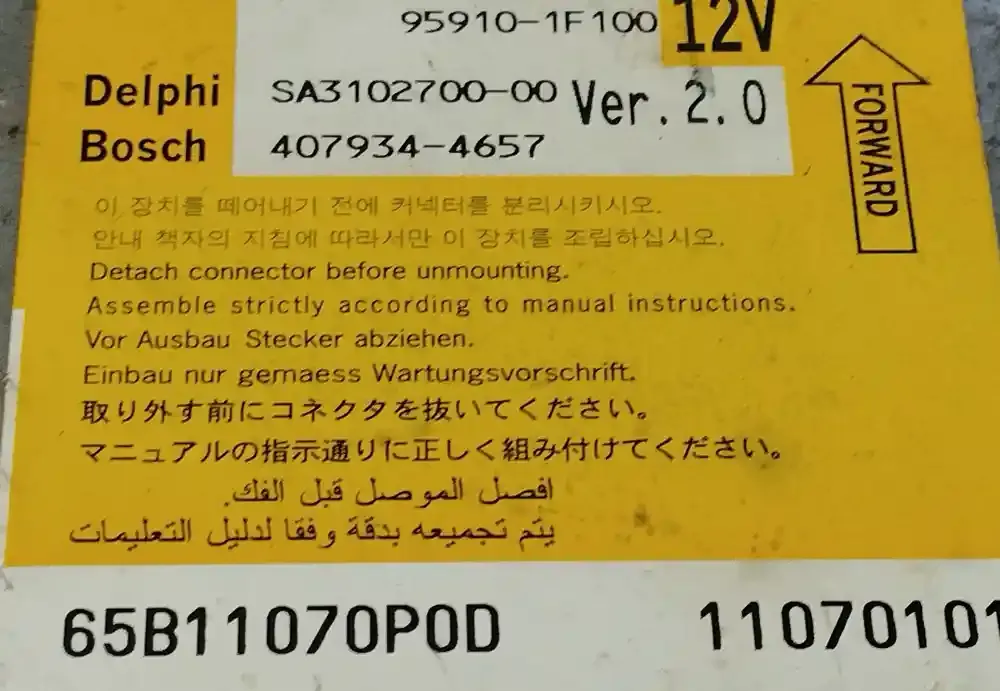 95910-1F100 12V
Delphi SA3102700-00 Ver.2.0
Bosch 407934-4657
FORWARD
이 장치를 떼어내기 전에 커넥터를 분리시키시오.
안내 책자의 지침에 따라서만 이 장치를 조립하십시오.
Detach connector before unmounting.
Assemble strictly according to manual instructions.
Vor Ausbau Stecker abziehen.
Einbau nur gemaess Wartungsvorschrift.
取り外す前にコネクタを抜いてください。
マニュアルの指示通りに正しく組み付けてください。
افصل الموصل قبل الفك.
يتم تجميعه بدقة وفقا لدليل التعليمات
65B11070P0D 11070101